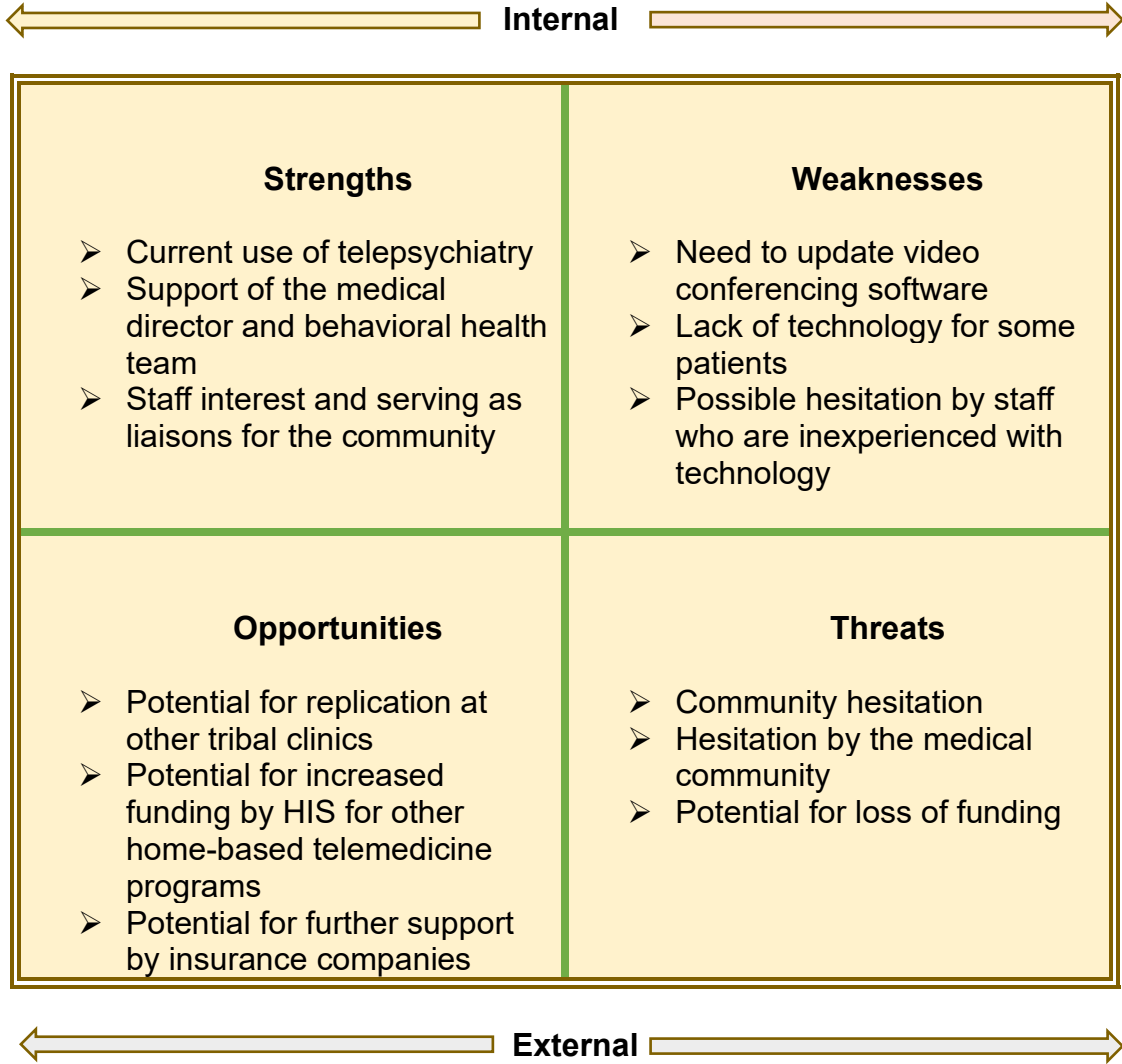 Internal
Strengths
➢ Current use of telepsychiatry
➢ Support of the medical
director and behavioral health
team
➢ Staff interest and serving as
liaisons for the community
Weaknesses
➢ Need to update video
conferencing software
➢ Lack of technology for some
patients
➢ Possible hesitation by staff
who are inexperienced with
technology
Opportunities
➢ Potential for replication at
other tribal clinics
➢ Potential for increased
funding by HIS for other
home-based telemedicine
programs
➢ Potential for further support
by insurance companies
Threats
➢ Community hesitation
➢ Hesitation by the medical
community
➢ Potential for loss of funding
External